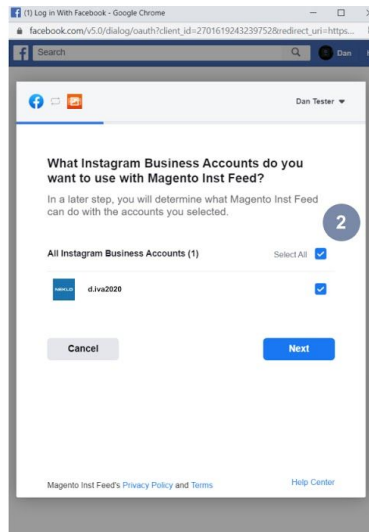 (1) Log in With Facebook - Google Chrome
facebook.com/v5.0/dialog/oauth?client_id=2701619243239752&redirect_uri=https...
Search
Dan
Dan Tester
What Instagram Business Accounts do you
want to use with Magento Inst Feed?
In a later step, you will determine what Magento Inst Feed
can do with the accounts you selected.
2
All Instagram Business Accounts (1) Select All
NEKLO d.iva2020
Cancel Next
Magento Inst Feed's Privacy Policy and Terms Help Center